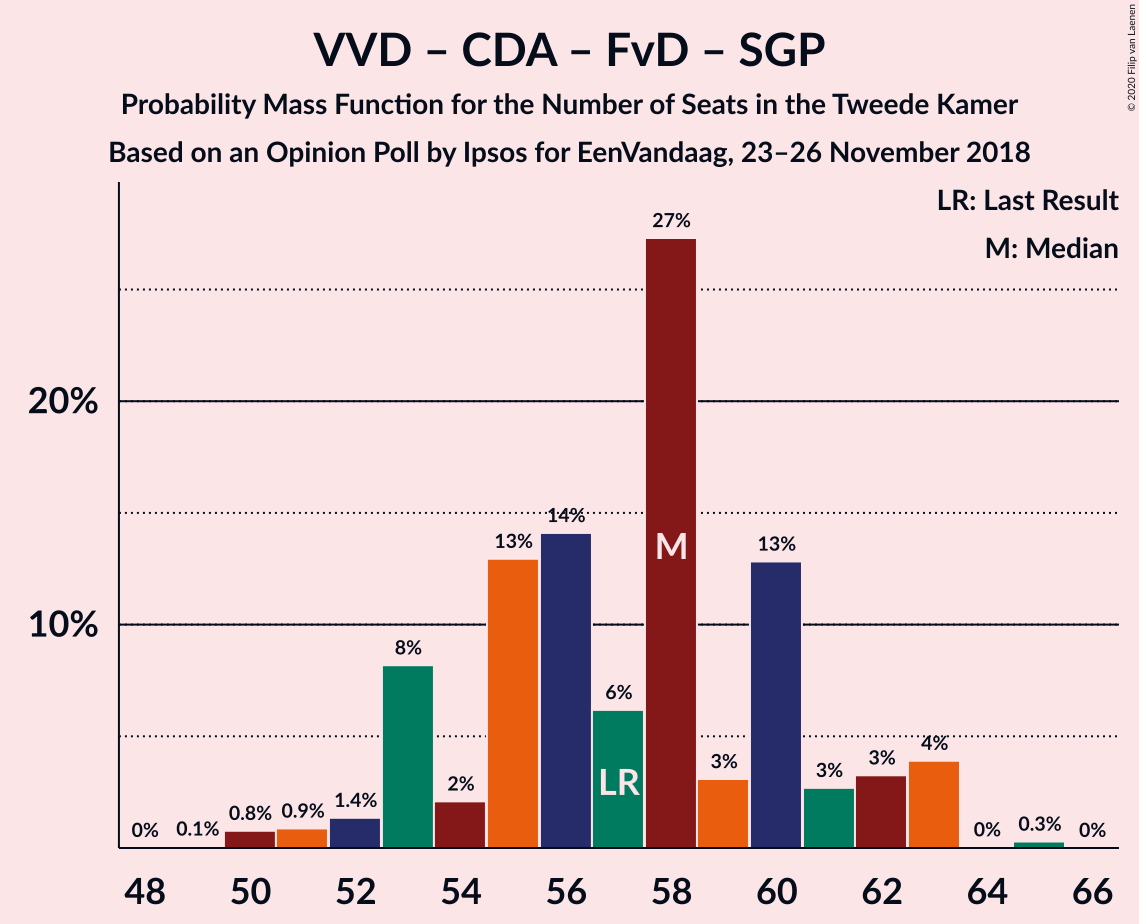 VVD – CDA – FvD – SGP
Probability Mass Function for the Number of Seats in the Tweede Kamer
Based on an Opinion Poll by Ipsos for EenVandaag, 23–26 November 2018
© 2020 Filip van Laenen
LR: Last Result
M: Median
20%
10%
0%
0.1%
0.8%
0.9%
1.4%
8%
2%
13%
14%
6%
27%
3%
13%
3%
3%
4%
0%
0.3%
0%
LR
M
48 50 52 54 56 58 60 62 64 66